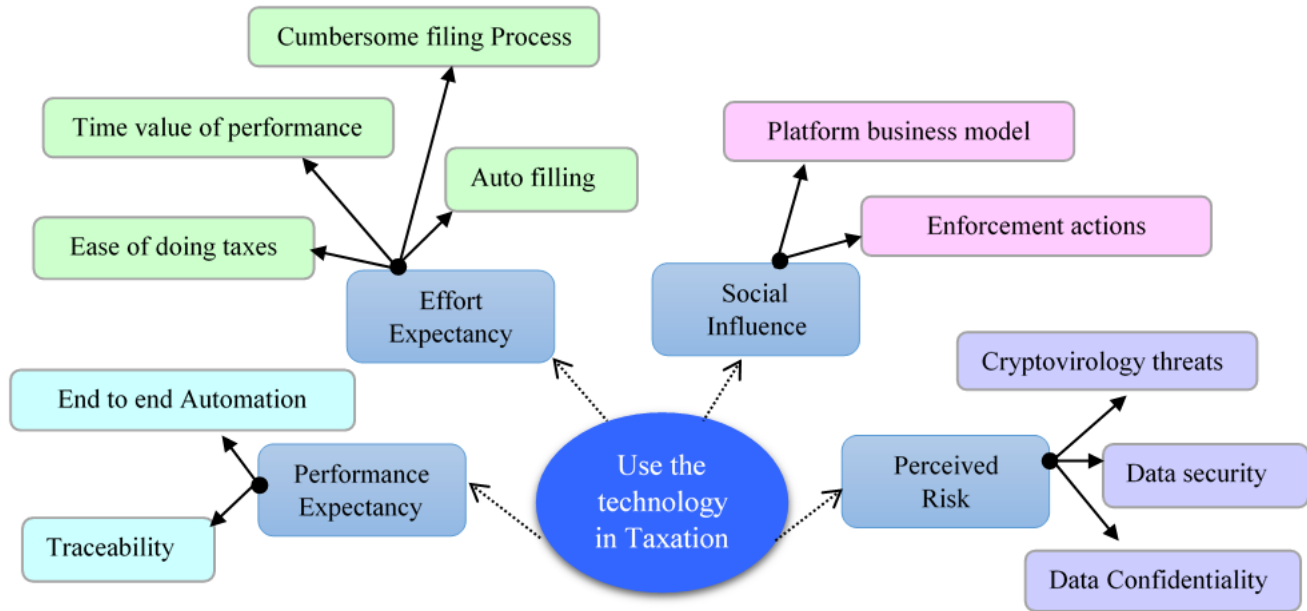 Cumbersome filing Process
Time value of performance
Auto filling
Ease of doing taxes
Effort
Expectancy
Platform business model
Enforcement actions
Social
Influence
End to end Automation
Traceability
Performance
Expectancy
Use the
technology
in Taxation
Perceived
Risk
Cryptovirology threats
Data security
Data Confidentiality